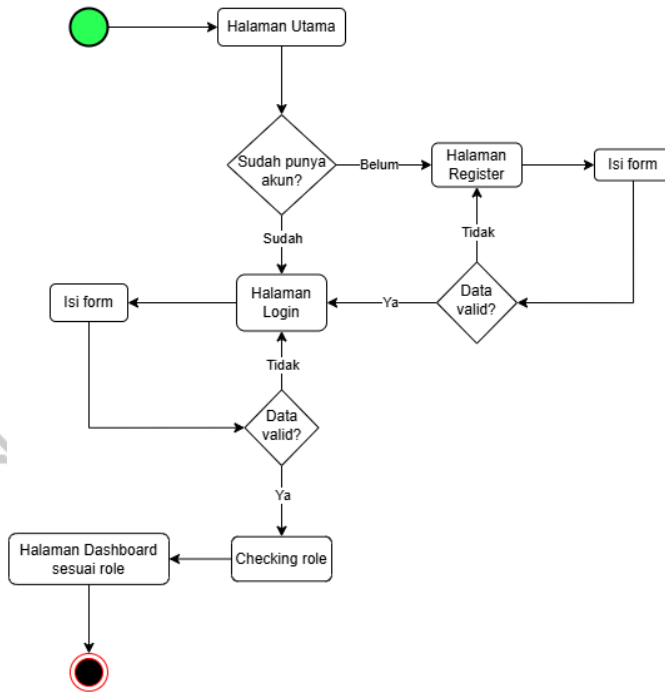 Halaman Utama
Sudah punya
akun?
Belum
Halaman
Register
Isi form
Sudah
Tidak
Isi form
Halaman
Login
Ya
Data
valid?
Tidak
Data
valid?
Ya
Halaman Dashboard
sesuai role
Checking role